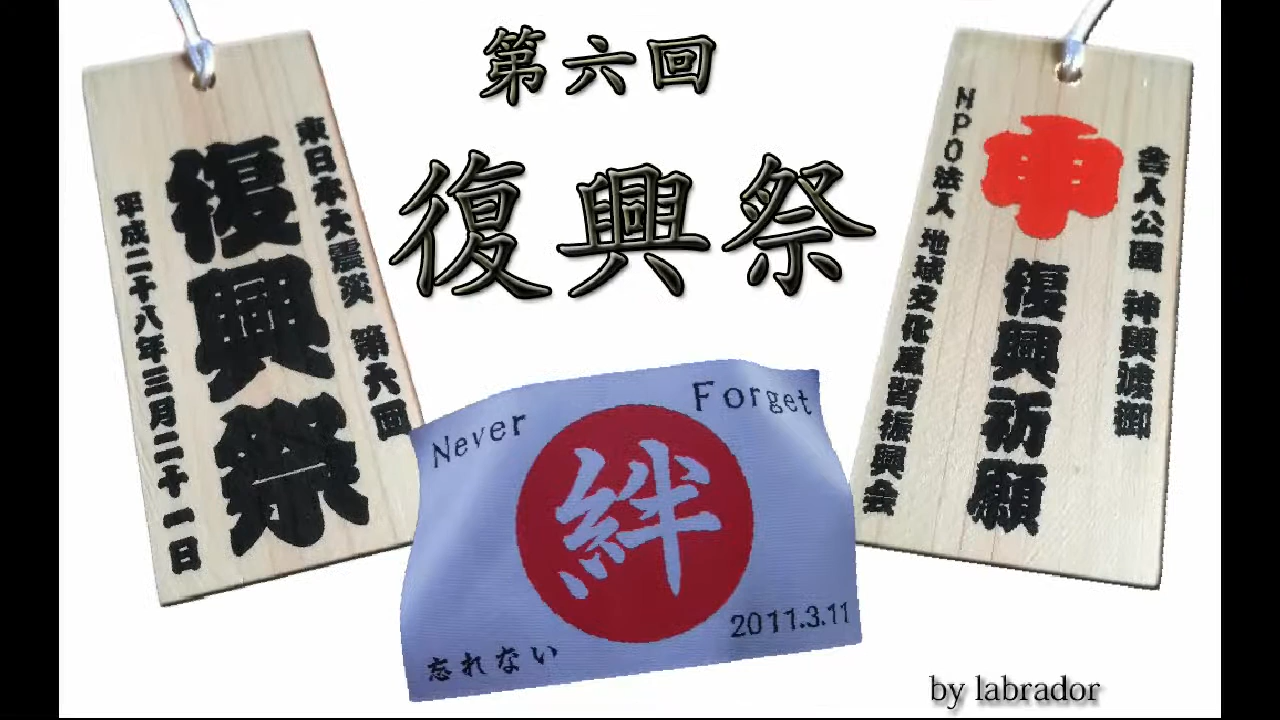 第六回
復興祭
東日本大震災 第六回
復興祭
平成二十八年三月二十一日
舎人公園 神輿渡御
復興祈願
NPO法人 地域文化風習振興会
Never Forget
絆
2011.3.11
忘れない
by labrador